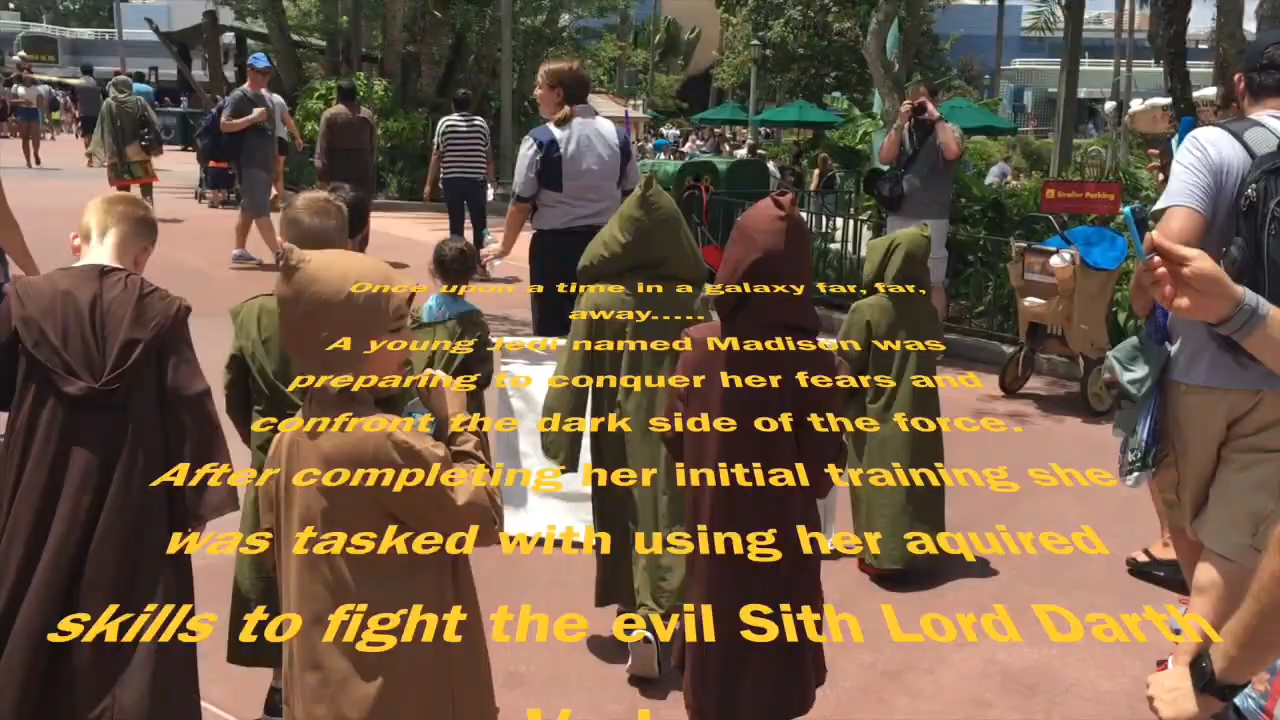 Stroller Parking
Once upon a time in a galaxy far, far,
away.....
A young Jedi named Madison was
preparing to conquer her fears and
confront the dark side of the force.
After completing her initial training she
was tasked with using her aquired
skills to fight the evil Sith Lord Darth